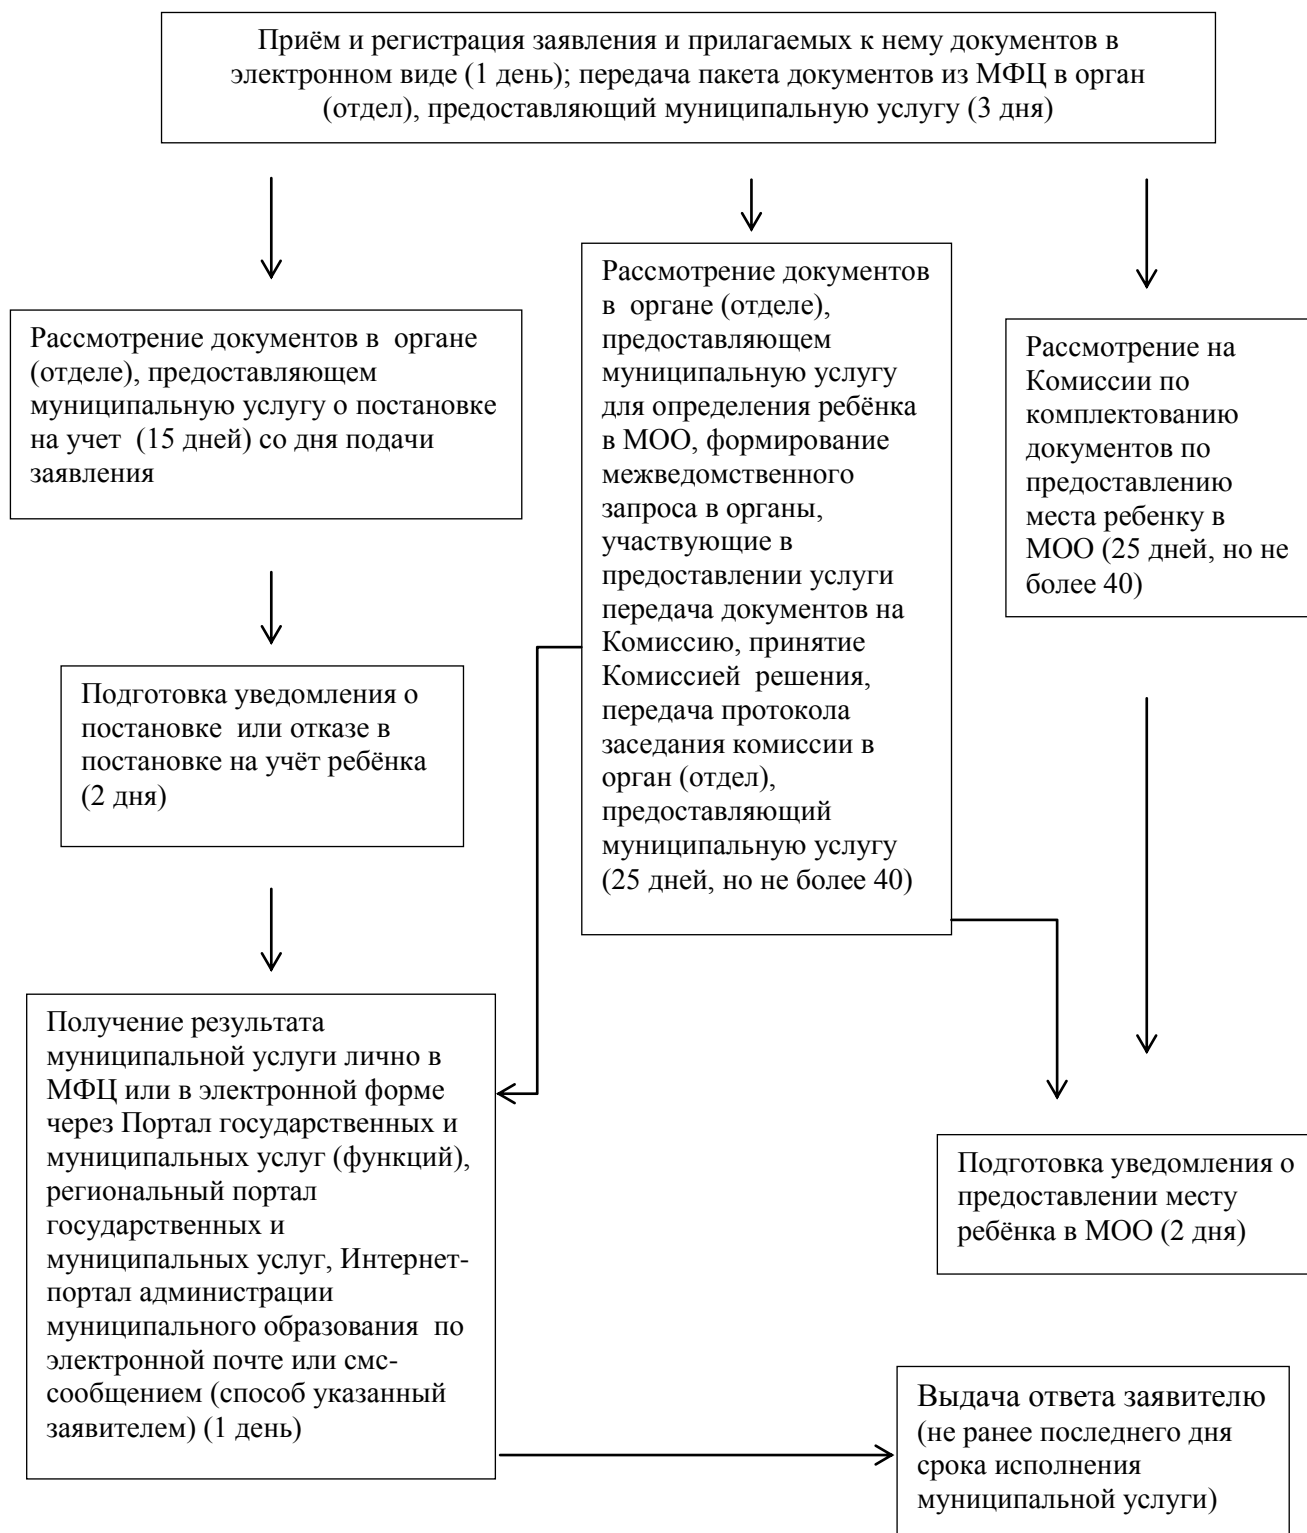 Приём и регистрация заявления и прилагаемых к нему документов в
электронном виде (1 день); передача пакета документов из МФЦ в орган
(отдел), предоставляющий муниципальную услугу (3 дня)
Рассмотрение документов в органе
(отделе), предоставляющем
муниципальную услугу о постановке
на учет (15 дней) со дня подачи
заявления
Рассмотрение документов
в органе (отделе),
предоставляющем
муниципальную услугу
для определения ребёнка
в МОО, формирование
межведомственного
запроса в органы,
участвующие в
предоставлении услуги
передача документов на
Комиссию, принятие
Комиссией решения,
передача протокола
заседания комиссии в
орган (отдел),
предоставляющий
муниципальную услугу
(25 дней, но не более 40)
Рассмотрение на
Комиссии по
комплектованию
документов по
предоставлению
места ребенку в
МОО (25 дней, но не
более 40)
Подготовка уведомления о
постановке или отказе в
постановке на учёт ребёнка
(2 дня)
Получение результата
муниципальной услуги лично в
МФЦ или в электронной форме
через Портал государственных и
муниципальных услуг (функций),
региональный портал
государственных и
муниципальных услуг, Интернет-
портал администрации
муниципального образования по
электронной почте или смс-
сообщением (способ указанный
заявителем) (1 день)
Подготовка уведомления о
предоставлении месту
ребёнка в МОО (2 дня)
Выдача ответа заявителю
(не ранее последнего дня
срока исполнения
муниципальной услуги)